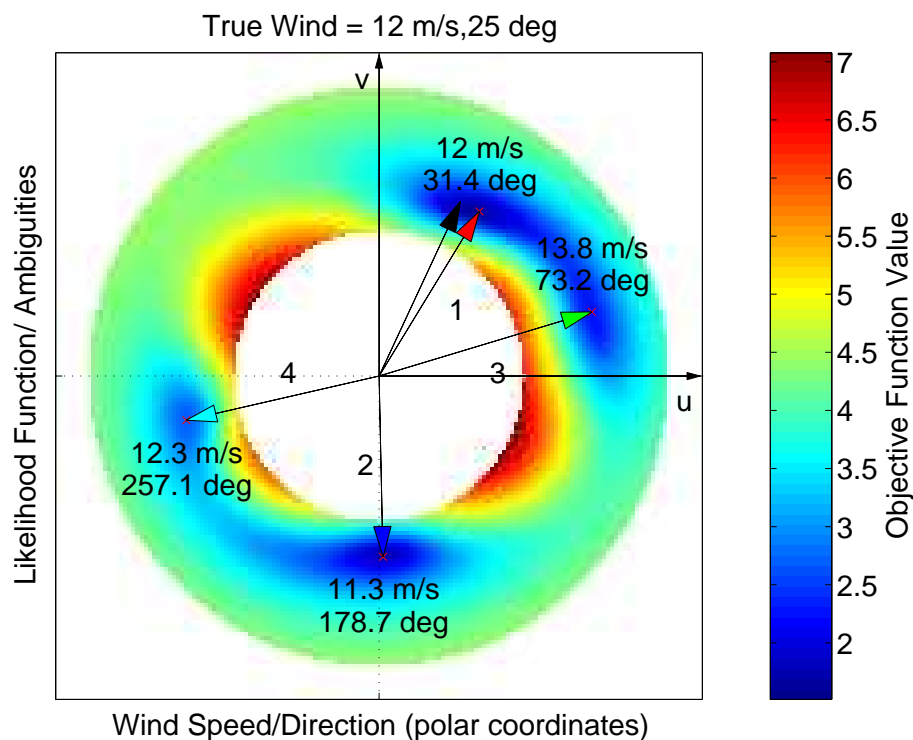 True Wind = 12 m/s,25 deg
Likelihood Function/ Ambiguities
v
12 m/s
31.4 deg
13.8 m/s
73.2 deg
1
4
3
u
2
12.3 m/s
257.1 deg
11.3 m/s
178.7 deg
Wind Speed/Direction (polar coordinates)
7
6.5
6
5.5
5
4.5
4
3.5
3
2.5
2
Objective Function Value